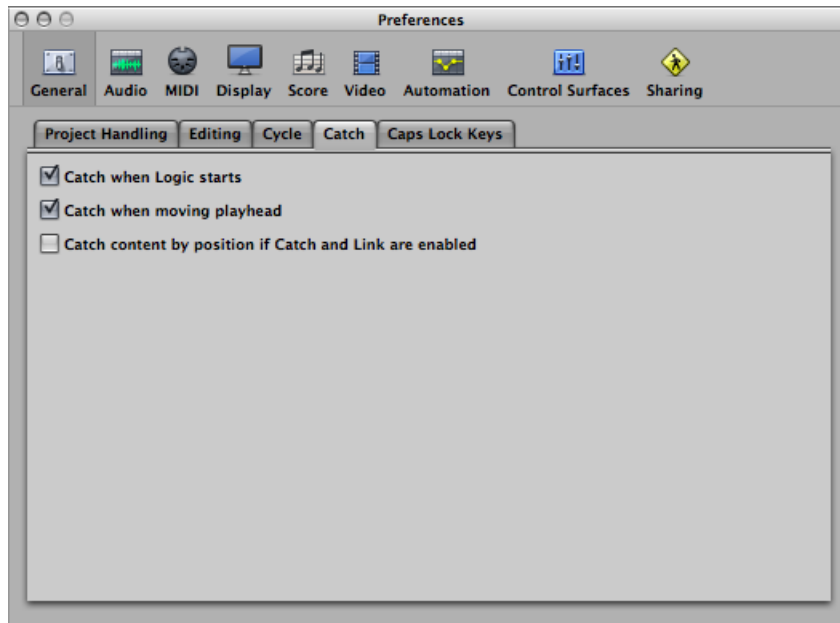 Preferences
General Audio MIDI Display Score Video Automation Control Surfaces Sharing
Project Handling Editing Cycle Catch Caps Lock Keys
Catch when Logic starts
Catch when moving playhead
Catch content by position if Catch and Link are enabled